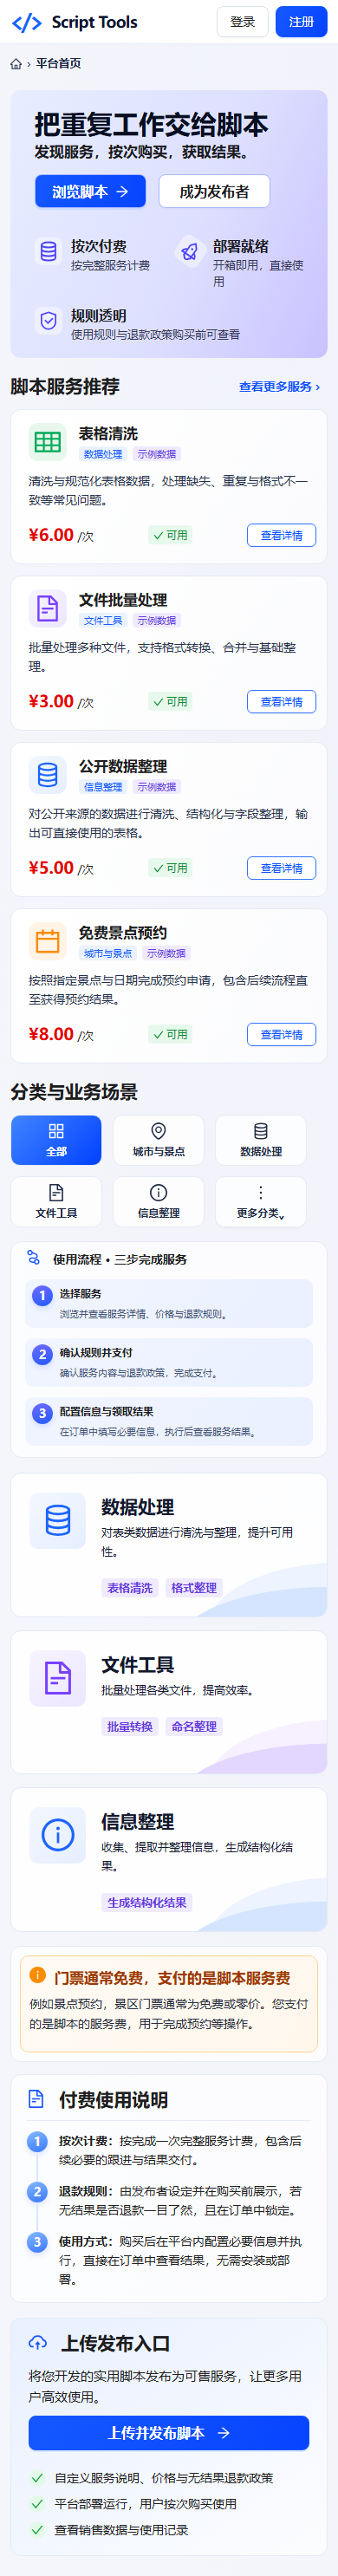 </> Script Tools 登录 注册
› 平台首页
把重复工作交给脚本
发现服务，按次购买，获取结果。
浏览脚本 → 成为发布者
按次付费
按完整服务计费
部署就绪
开箱即用，直接使
用
规则透明
使用规则与退款政策购买前可查看
脚本服务推荐 查看更多服务 ›
表格清洗
数据处理 示例数据
清洗与规范化表格数据，处理缺失、重复与格式不一
致等常见问题。
¥6.00 /次 ✓ 可用 查看详情
文件批量处理
文件工具 示例数据
批量处理多种文件，支持格式转换、合并与基础整
理。
¥3.00 /次 ✓ 可用 查看详情
公开数据整理
信息整理 示例数据
对公开来源的数据进行清洗、结构化与字段整理，输
出可直接使用的表格。
¥5.00 /次 ✓ 可用 查看详情
免费景点预约
城市与景点 示例数据
按照指定景点与日期完成预约申请，包含后续流程直
至获得预约结果。
¥8.00 /次 ✓ 可用 查看详情
分类与业务场景
全部 城市与景点 数据处理
文件工具 信息整理 更多分类
使用流程 • 三步完成服务
1 选择服务
浏览并查看服务详情、价格与退款规则。
2 确认规则并支付
确认服务内容与退款政策，完成支付。
3 配置信息与领取结果
在订单中填写必要信息，执行后查看服务结果。
数据处理
对表类数据进行清洗与整理，提升可用
性。
表格清洗 格式整理
文件工具
批量处理各类文件，提高效率。
批量转换 命名整理
信息整理
收集、提取并整理信息，生成结构化结
果。
生成结构化结果
门票通常免费，支付的是脚本服务费
例如景点预约，景区门票通常为免费或零价。您支付
的是脚本的服务费，用于完成预约等操作。
付费使用说明
1 按次计费：按完成一次完整服务计费，包含后
续必要的跟进与结果交付。
2 退款规则：由发布者设定并在购买前展示，若
无结果是否退款一目了然，且在订单中锁定。
3 使用方式：购买后在平台内配置必要信息并执
行，直接在订单中查看结果，无需安装或部
署。
上传发布入口
将您开发的实用脚本发布为可售服务，让更多用
户高效使用。
上传并发布脚本 →
✓ 自定义服务说明、价格与无结果退款政策
✓ 平台部署运行，用户按次购买使用
✓ 查看销售数据与使用记录